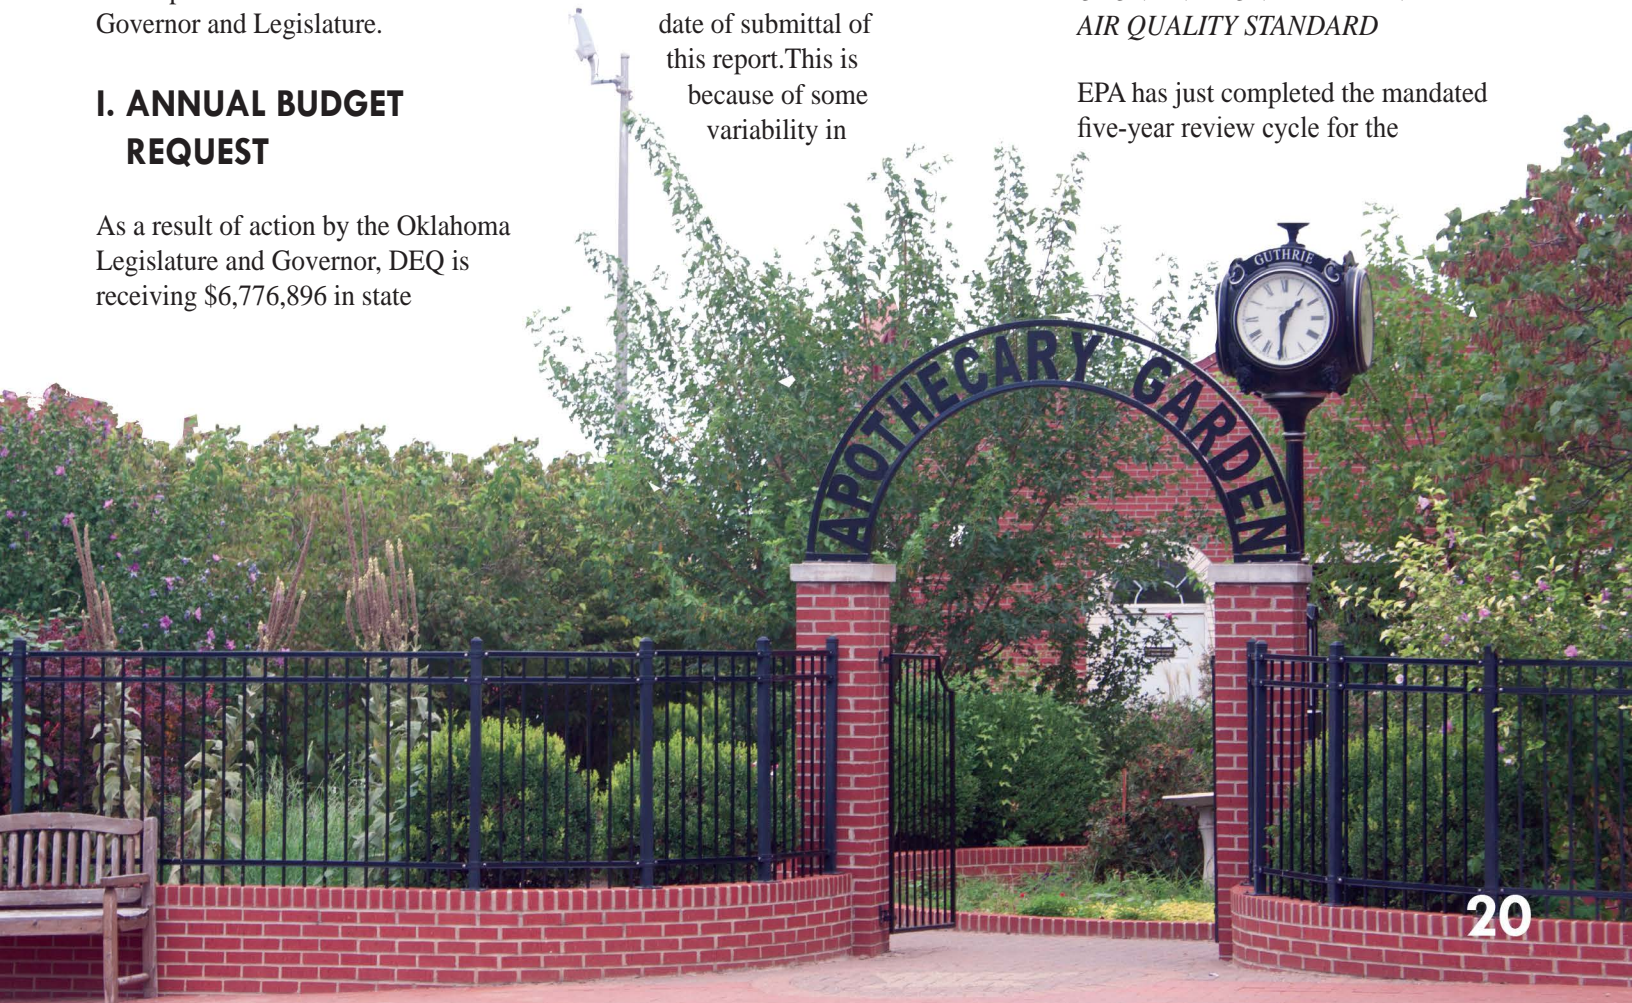 Governor and Legislature.
I. ANNUAL BUDGET
REQUEST
As a result of action by the Oklahoma
Legislature and Governor, DEQ is
receiving $6,776,896 in state
date of submittal of
this report.This is
because of some
variability in
AIR QUALITY STANDARD
EPA has just completed the mandated
five-year review cycle for the
GUTHRIE
APOTHECARY GARDEN
20